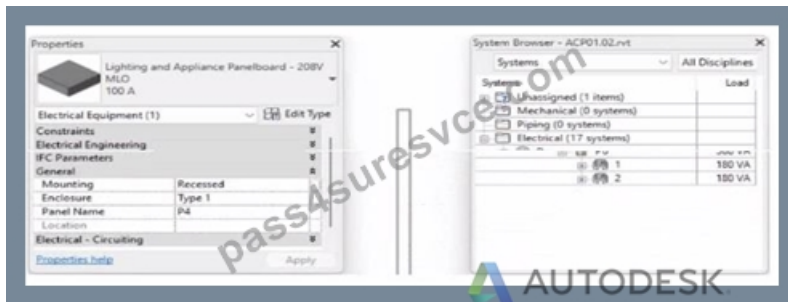 Properties
Lighting and Appliance Panelboard - 208V
MLO
100 A
Electrical Equipment (1)
Edit Type
Constraints
Electrical Engineering
IFC Parameters
General
Mounting Recessed
Enclosure Type 1
Panel Name P4
Location
Electrical - Circuiting
Properties help
Apply
System Browser - ACP01.02.rvt
Systems
All Disciplines
Systems Load
Unassigned (1 items)
Mechanical (0 systems)
Piping (0 systems)
Electrical (17 systems)
1 180 VA
2 180 VA
pass4suresvce.com
AUTODESK